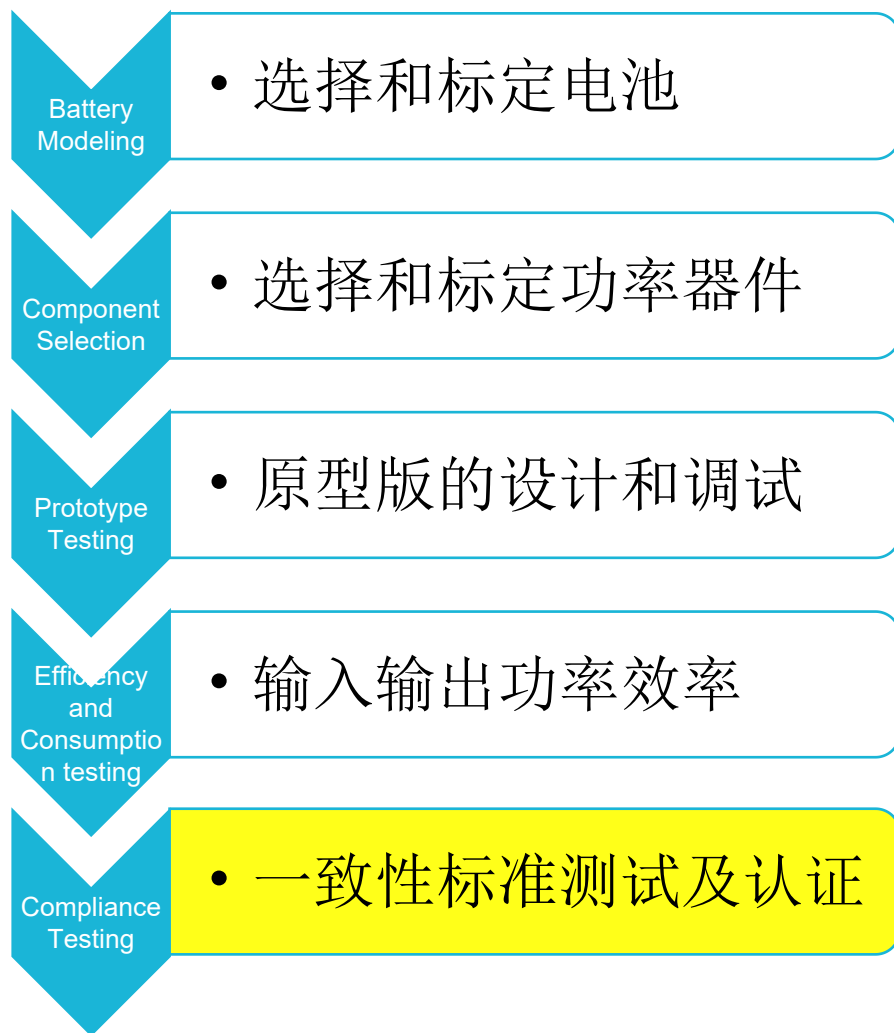 Battery
Modeling
• 选择和标定电池
Component
Selection
• 选择和标定功率器件
Prototype
Testing
• 原型版的设计和调试
Efficiency
and
Consumptio
n testing
• 输入输出功率效率
Compliance
Testing
• 一致性标准测试及认证